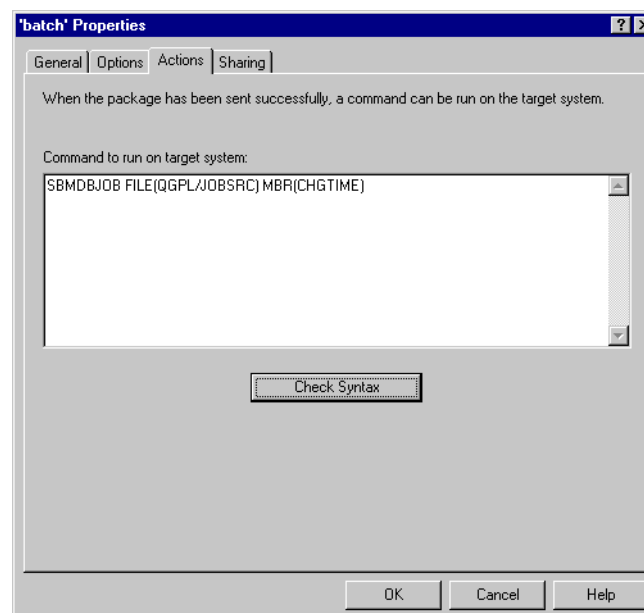 'batch' Properties
General Options Actions Sharing
When the package has been sent successfully, a command can be run on the target system.
Command to run on target system:
SBMDBJOB FILE(QGPL/JOBSRC) MBR(CHGTIME)
Check Syntax
OK Cancel Help